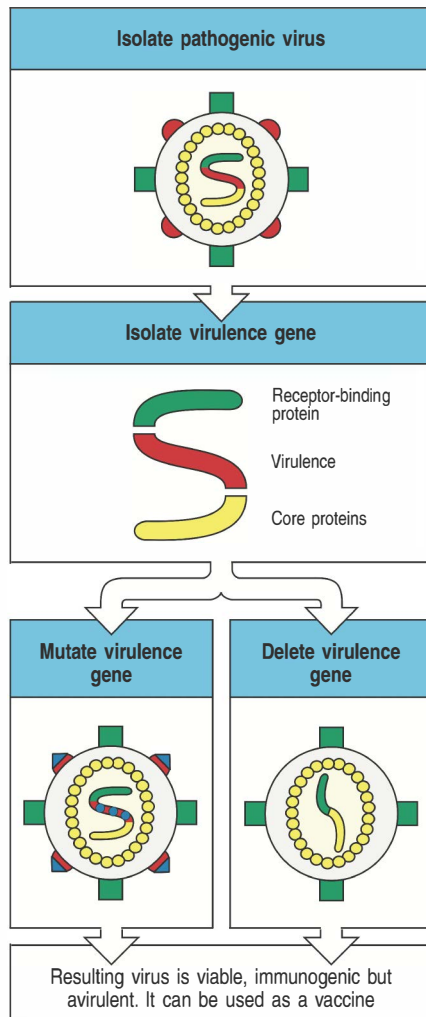 Isolate pathogenic virus
Isolate virulence gene
Receptor-binding
protein
Virulence
Core proteins
Mutate virulence
gene
Delete virulence
gene
Resulting virus is viable, immunogenic but
avirulent. It can be used as a vaccine